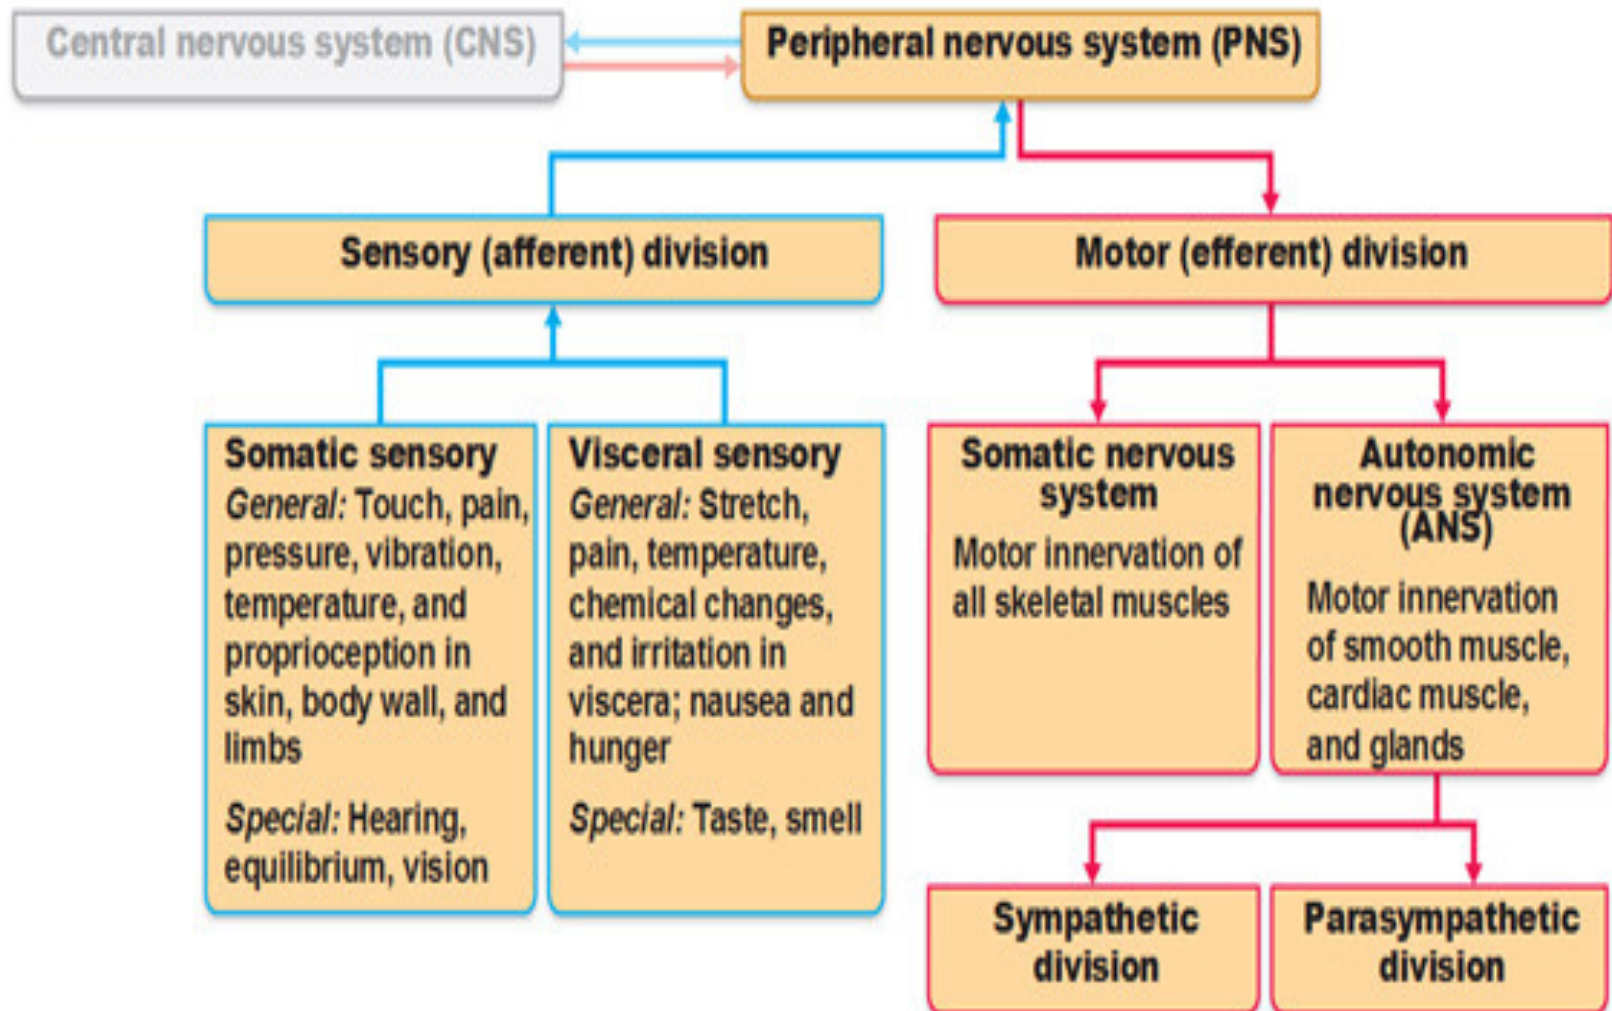 Central nervous system (CNS)
Peripheral nervous system (PNS)
Sensory (afferent) division
Motor (efferent) division
Somatic sensory
General: Touch, pain,
pressure, vibration,
temperature, and
proprioception in
skin, body wall, and
limbs
Special: Hearing,
equilibrium, vision
Visceral sensory
General: Stretch,
pain, temperature,
chemical changes,
and irritation in
viscera; nausea and
hunger
Special: Taste, smell
Somatic nervous
system
Motor innervation of
all skeletal muscles
Autonomic
nervous system
(ANS)
Motor innervation
of smooth muscle,
cardiac muscle,
and glands
Sympathetic
division
Parasympathetic
division